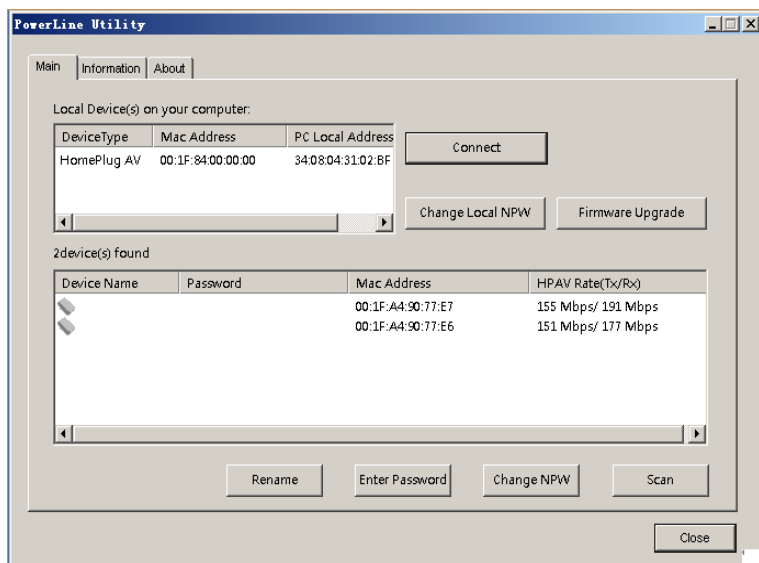 PowerLine Utility
Main Information About
Local Device(s) on your computer:
DeviceType Mac Address PC Local Address
HomePlug AV 00:1F:84:00:00:00 34:08:04:31:02:BF
Connect
Change Local NPW Firmware Upgrade
2device(s) found
Device Name Password Mac Address HPAV Rate(Tx/Rx)
00:1F:A4:90:77:E7 155 Mbps/ 191 Mbps
00:1F:A4:90:77:E6 151 Mbps/ 177 Mbps
Rename Enter Password Change NPW Scan
Close